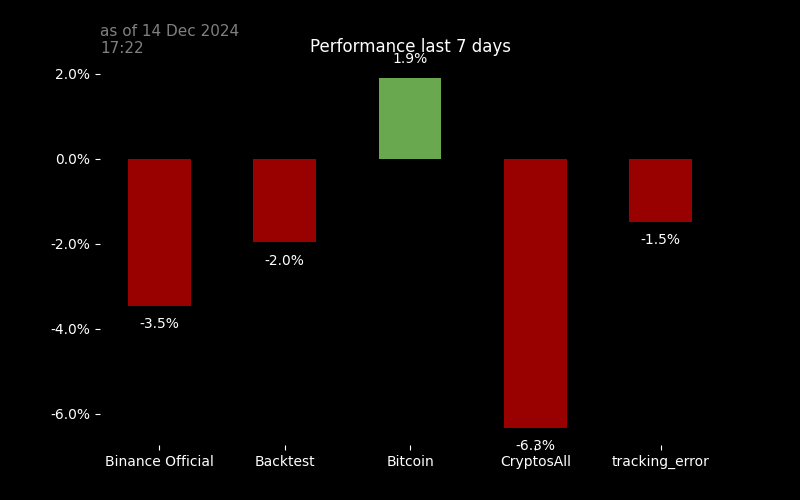 as of 14 Dec 2024
17:22
Performance last 7 days
1.9%
2.0%
0.0%
-2.0%
-4.0%
-6.0%
-3.5%
-2.0%
-1.5%
-6.3%
Binance Official
Backtest
Bitcoin
CryptosAll
tracking_error